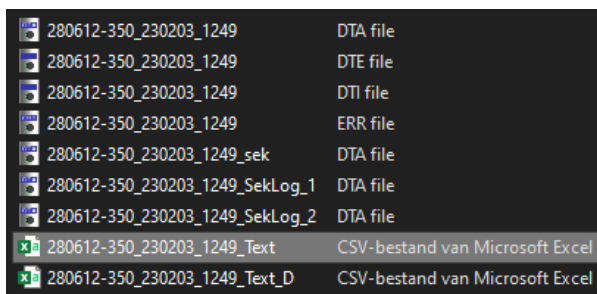 280612-350_230203_1249 DTA file
280612-350_230203_1249 DTE file
280612-350_230203_1249 DTI file
280612-350_230203_1249 ERR file
280612-350_230203_1249_sek DTA file
280612-350_230203_1249_SekLog_1 DTA file
280612-350_230203_1249_SekLog_2 DTA file
280612-350_230203_1249_Text CSV-bestand van Microsoft Excel
280612-350_230203_1249_Text_D CSV-bestand van Microsoft Excel